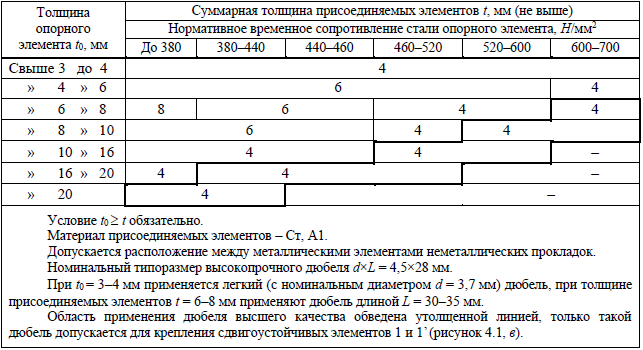 Толщина опорного элемента t0, мм
Суммарная толщина присоединяемых элементов t, мм (не выше)
Нормативное временное сопротивление стали опорного элемента, Н/мм2
До 380 380–440 440–460 460–520 520–600 600–700
Свыше 3 до 4 4
» 4 » 6 6 4
» 6 » 8 8 6 4 4
» 8 » 10 6 4 4
» 10 » 16 4 4 –
» 16 » 20 4 4 –
» 20 4 –
Условие t0 ≥ t обязательно.
Материал присоединяемых элементов – Ст, А1.
Допускается расположение между металлическими элементами неметаллических прокладок.
Номинальный типоразмер высокопрочного дюбеля d×L = 4,5×28 мм.
При t0 = 3–4 мм применяется легкий (с номинальным диаметром d = 3,7 мм) дюбель, при толщине
присоединяемых элементов t = 6–8 мм применяют дюбель длиной L = 30–35 мм.
Область применения дюбеля высшего качества обведена утолщенной линией, только такой
дюбель допускается для крепления сдвигоустойчивых элементов 1 и 1’ (рисунок 4.1, в).